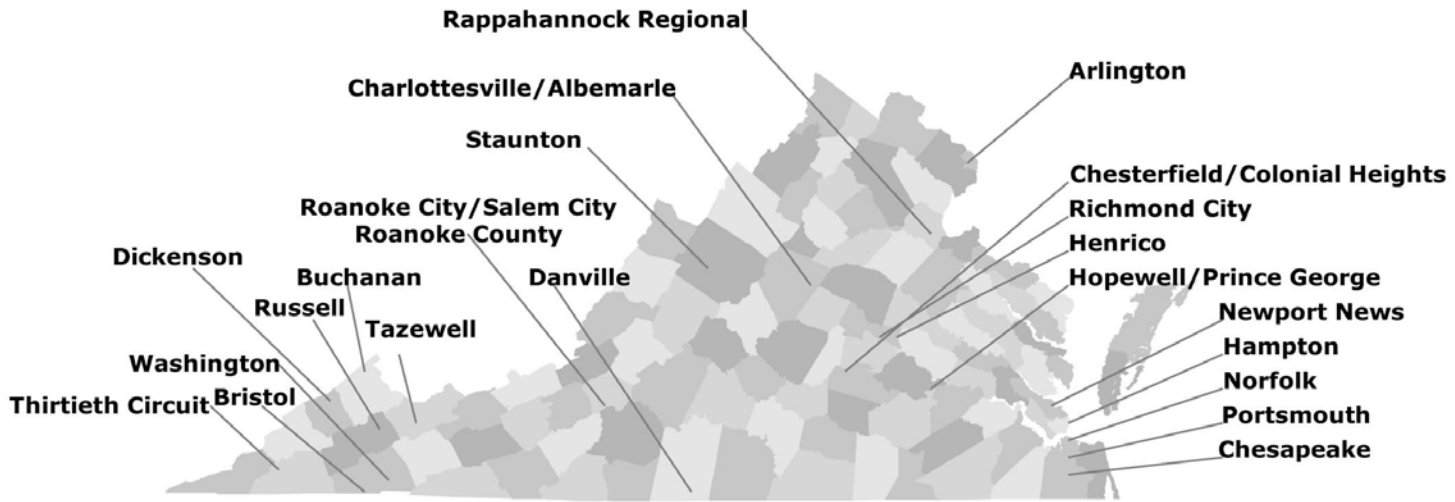 Rappahannock Regional
Arlington
Charlottesville/Albemarle
Staunton
Chesterfield/Colonial Heights
Roanoke City/Salem City
Roanoke County
Richmond City
Henrico
Dickenson
Buchanan
Danville
Hopewell/Prince George
Russell
Newport News
Tazewell
Hampton
Washington
Norfolk
Thirtieth Circuit
Bristol
Portsmouth
Chesapeake